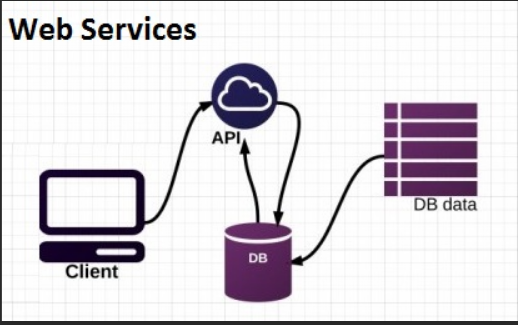 Web Services
API
DB data
DB
Client